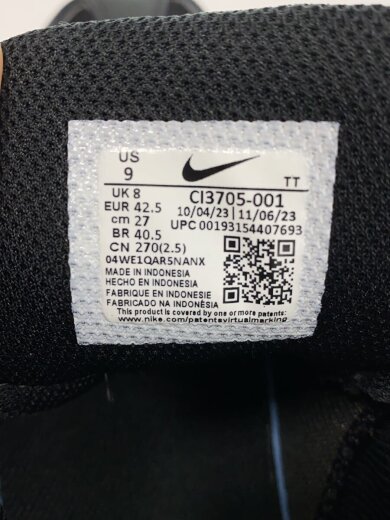 US
9
TT
UK 8
EUR 42.5
cm 27
BR 40.5
CN 270(2.5)
CI3705-001
10/04/23 | 11/06/23
UPC 00193154407693
04WE1QAR5NANX
MADE IN INDONESIA
HECHO EN INDONESIA
FABRIQUE EN INDONESIE
FABRICADO NA INDONÉSIA
This product is covered by one or more patents:
www.nike.com/patentsvirtualmarking